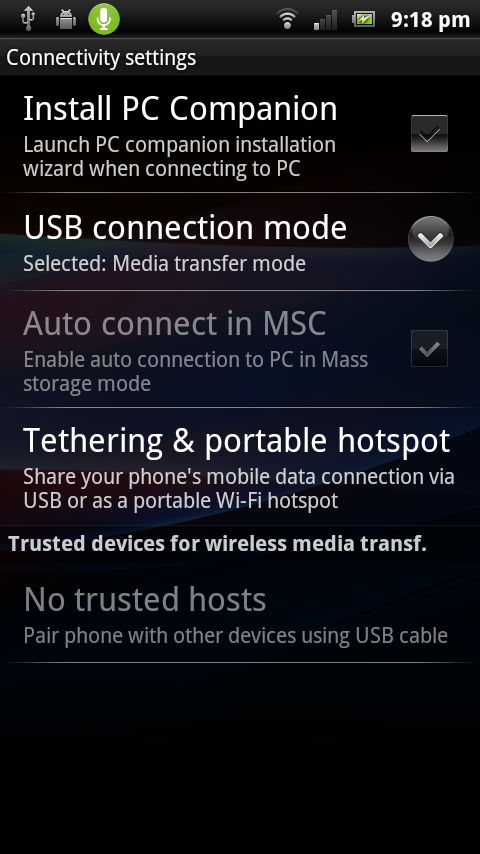 9:18 pm
Connectivity settings
Install PC Companion
Launch PC companion installation
wizard when connecting to PC
USB connection mode
Selected: Media transfer mode
Auto connect in MSC
Enable auto connection to PC in Mass
storage mode
Tethering & portable hotspot
Share your phone's mobile data connection via
USB or as a portable Wi-Fi hotspot
Trusted devices for wireless media transf.
No trusted hosts
Pair phone with other devices using USB cable